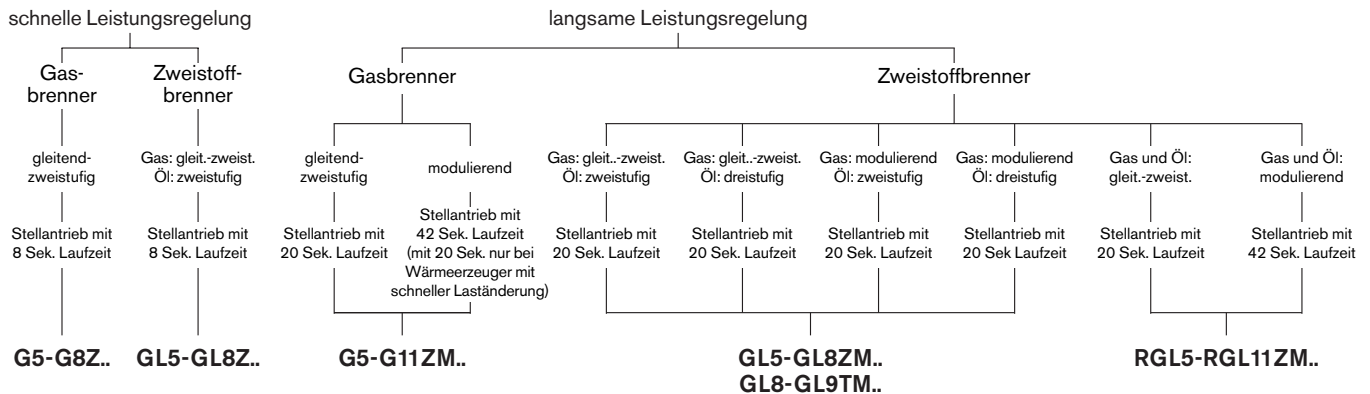 schnelle Leistungsregelung
langsame Leistungsregelung
Gas-
brenner
Zweistoff-
brenner
Gasbrenner
Zweistoffbrenner
gleitend-
zweistufig
Gas: gleit.-zweist.
Öl: zweistufig
gleitend-
zweistufig
modulierend
Gas: gleit..-zweist.
Öl: zweistufig
Gas: gleit..-zweist.
Öl: dreistufig
Gas: modulierend
Öl: zweistufig
Gas: modulierend
Öl: dreistufig
Gas und Öl:
gleit.-zweist.
Gas und Öl:
modulierend
Stellantrieb mit
8 Sek. Laufzeit
Stellantrieb mit
8 Sek. Laufzeit
Stellantrieb mit
20 Sek. Laufzeit
Stellantrieb mit
42 Sek. Laufzeit
(mit 20 Sek. nur bei
Wärmeerzeuger mit
schneller Laständerung)
Stellantrieb mit
20 Sek. Laufzeit
Stellantrieb mit
20 Sek. Laufzeit
Stellantrieb mit
20 Sek. Laufzeit
Stellantrieb mit
20 Sek. Laufzeit
Stellantrieb mit
20 Sek. Laufzeit
Stellantrieb mit
42 Sek. Laufzeit
G5-G8Z..
GL5-GL8Z..
G5-G11ZM..
GL5-GL8ZM..
GL8-GL9TM..
RGL5-RGL11ZM..